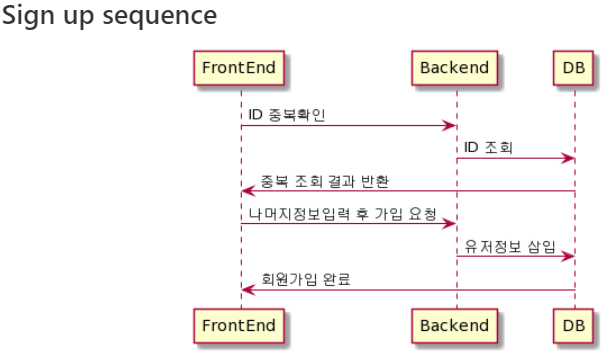 Sign up sequence
FrontEnd Backend DB
ID 중복확인
ID 조회
중복 조회 결과 반환
나머지정보입력 후 가입 요청
유저정보 삽입
회원가입 완료
FrontEnd Backend DB